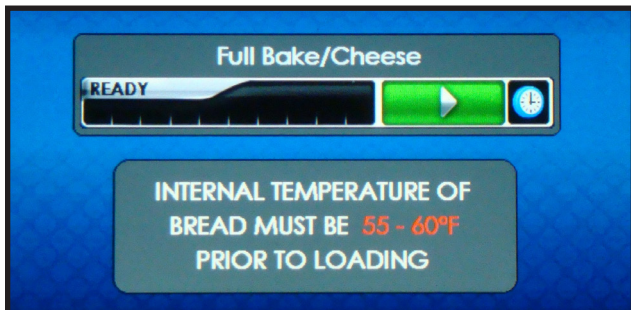 Full Bake/Cheese
READY
INTERNAL TEMPERATURE OF
BREAD MUST BE 55 - 60°F
PRIOR TO LOADING